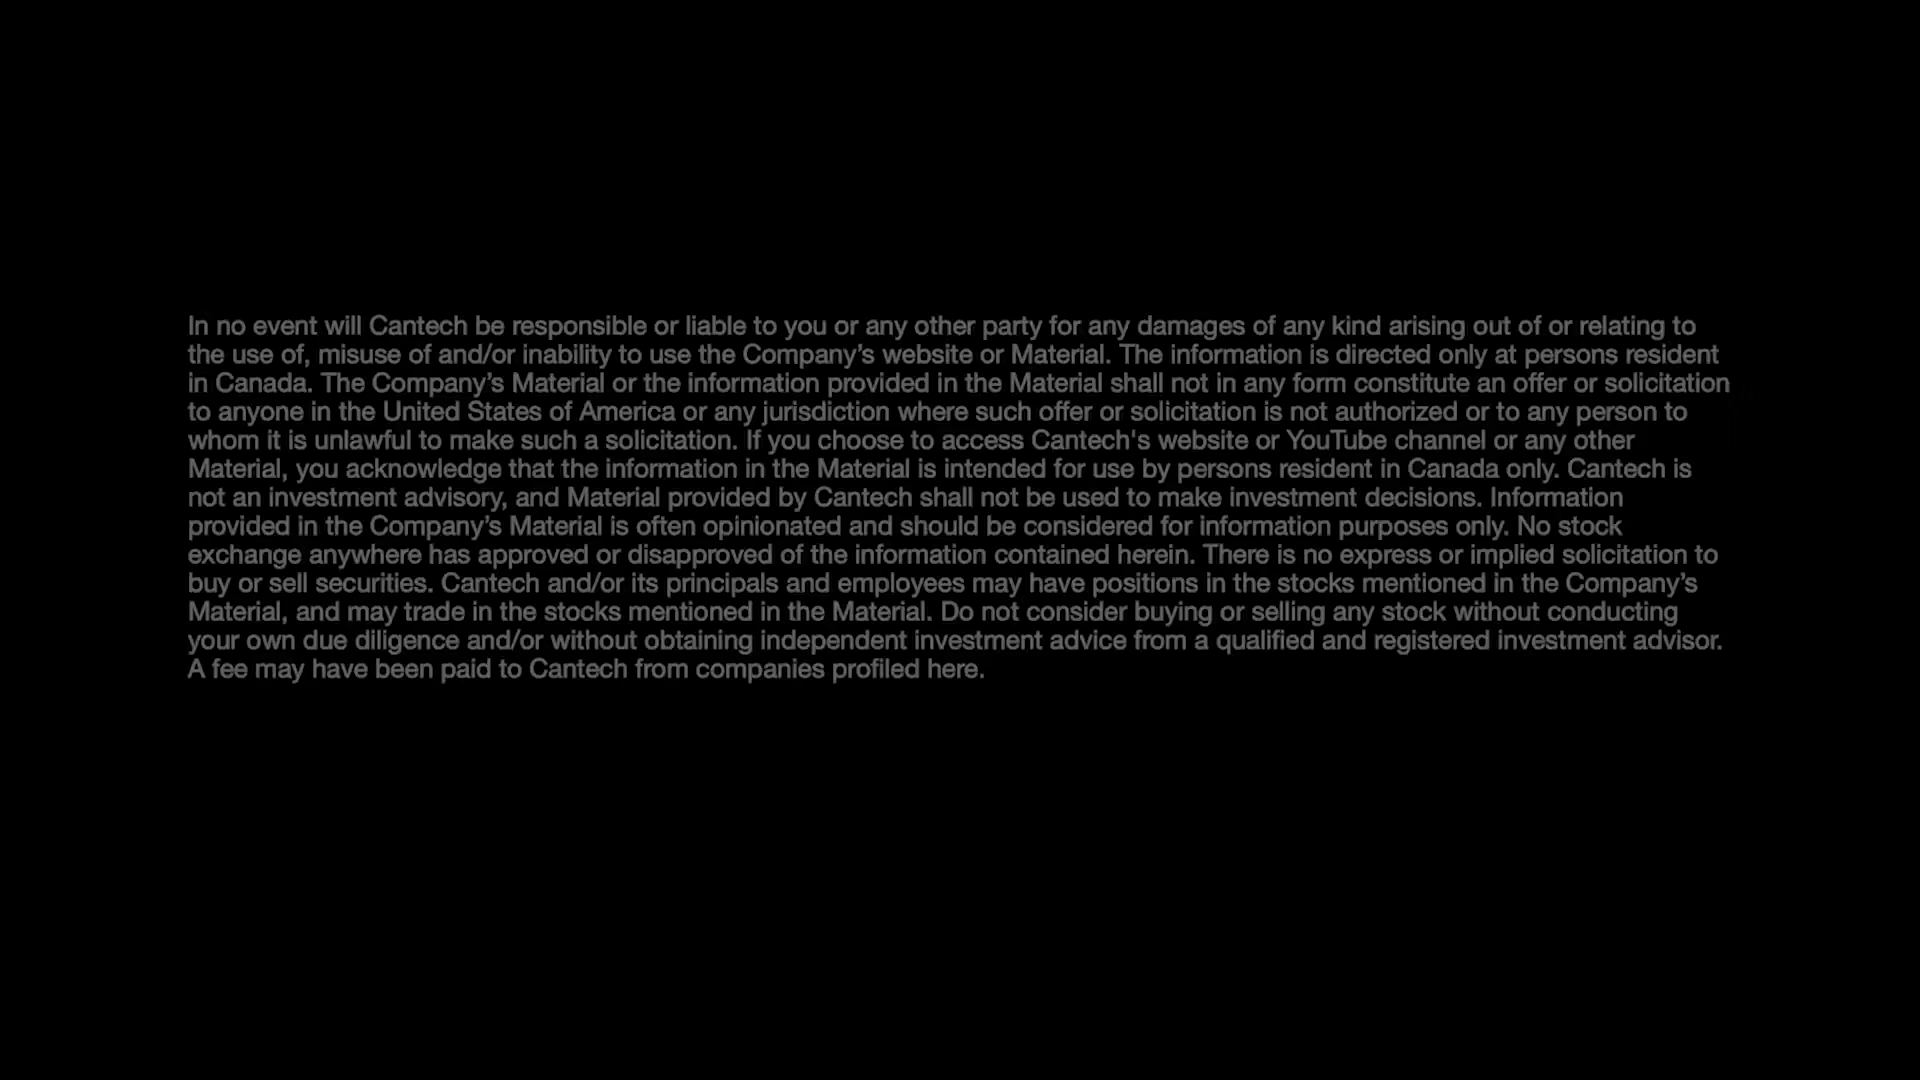 In no event will Cantech be responsible or liable to you or any other party for any damages of any kind arising out of or relating to
the use of, misuse of and/or inability to use the Company’s website or Material. The information is directed only at persons resident
in Canada. The Company’s Material or the information provided in the Material shall not in any form constitute an offer or solicitation
to anyone in the United States of America or any jurisdiction where such offer or solicitation is not authorized or to any person to
whom it is unlawful to make such a solicitation. If you choose to access Cantech's website or YouTube channel or any other
Material, you acknowledge that the information in the Material is intended for use by persons resident in Canada only. Cantech is
not an investment advisory, and Material provided by Cantech shall not be used to make investment decisions. Information
provided in the Company’s Material is often opinionated and should be considered for information purposes only. No stock
exchange anywhere has approved or disapproved of the information contained herein. There is no express or implied solicitation to
buy or sell securities. Cantech and/or its principals and employees may have positions in the stocks mentioned in the Company’s
Material, and may trade in the stocks mentioned in the Material. Do not consider buying or selling any stock without conducting
your own due diligence and/or without obtaining independent investment advice from a qualified and registered investment advisor.
A fee may have been paid to Cantech from companies profiled here.